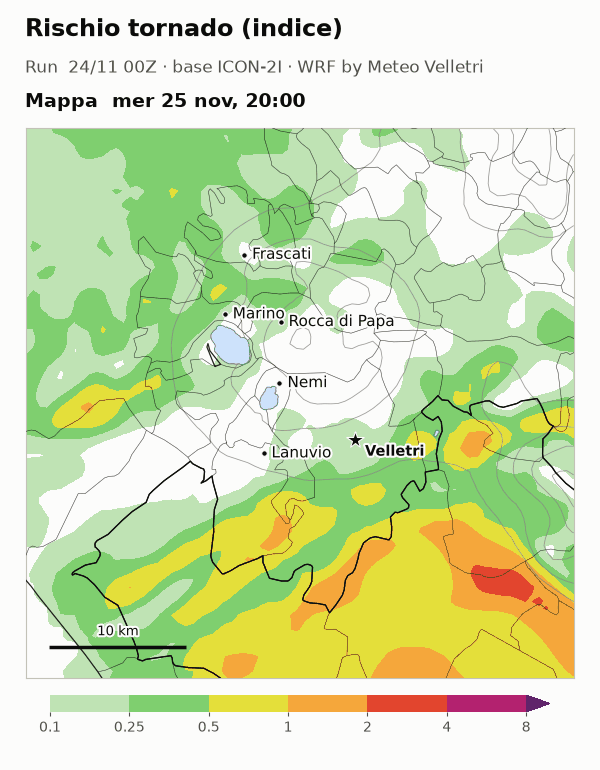 Rischio tornado (indice)
Run  24/11 00Z · base ICON-2I · WRF by Meteo Velletri
Mappa  mer 25 nov, 20:00
Frascati
Marino
Rocca di Papa
Nemi
Velletri
Lanuvio
10 km
0.1 0.25 0.5 1 2 4 8